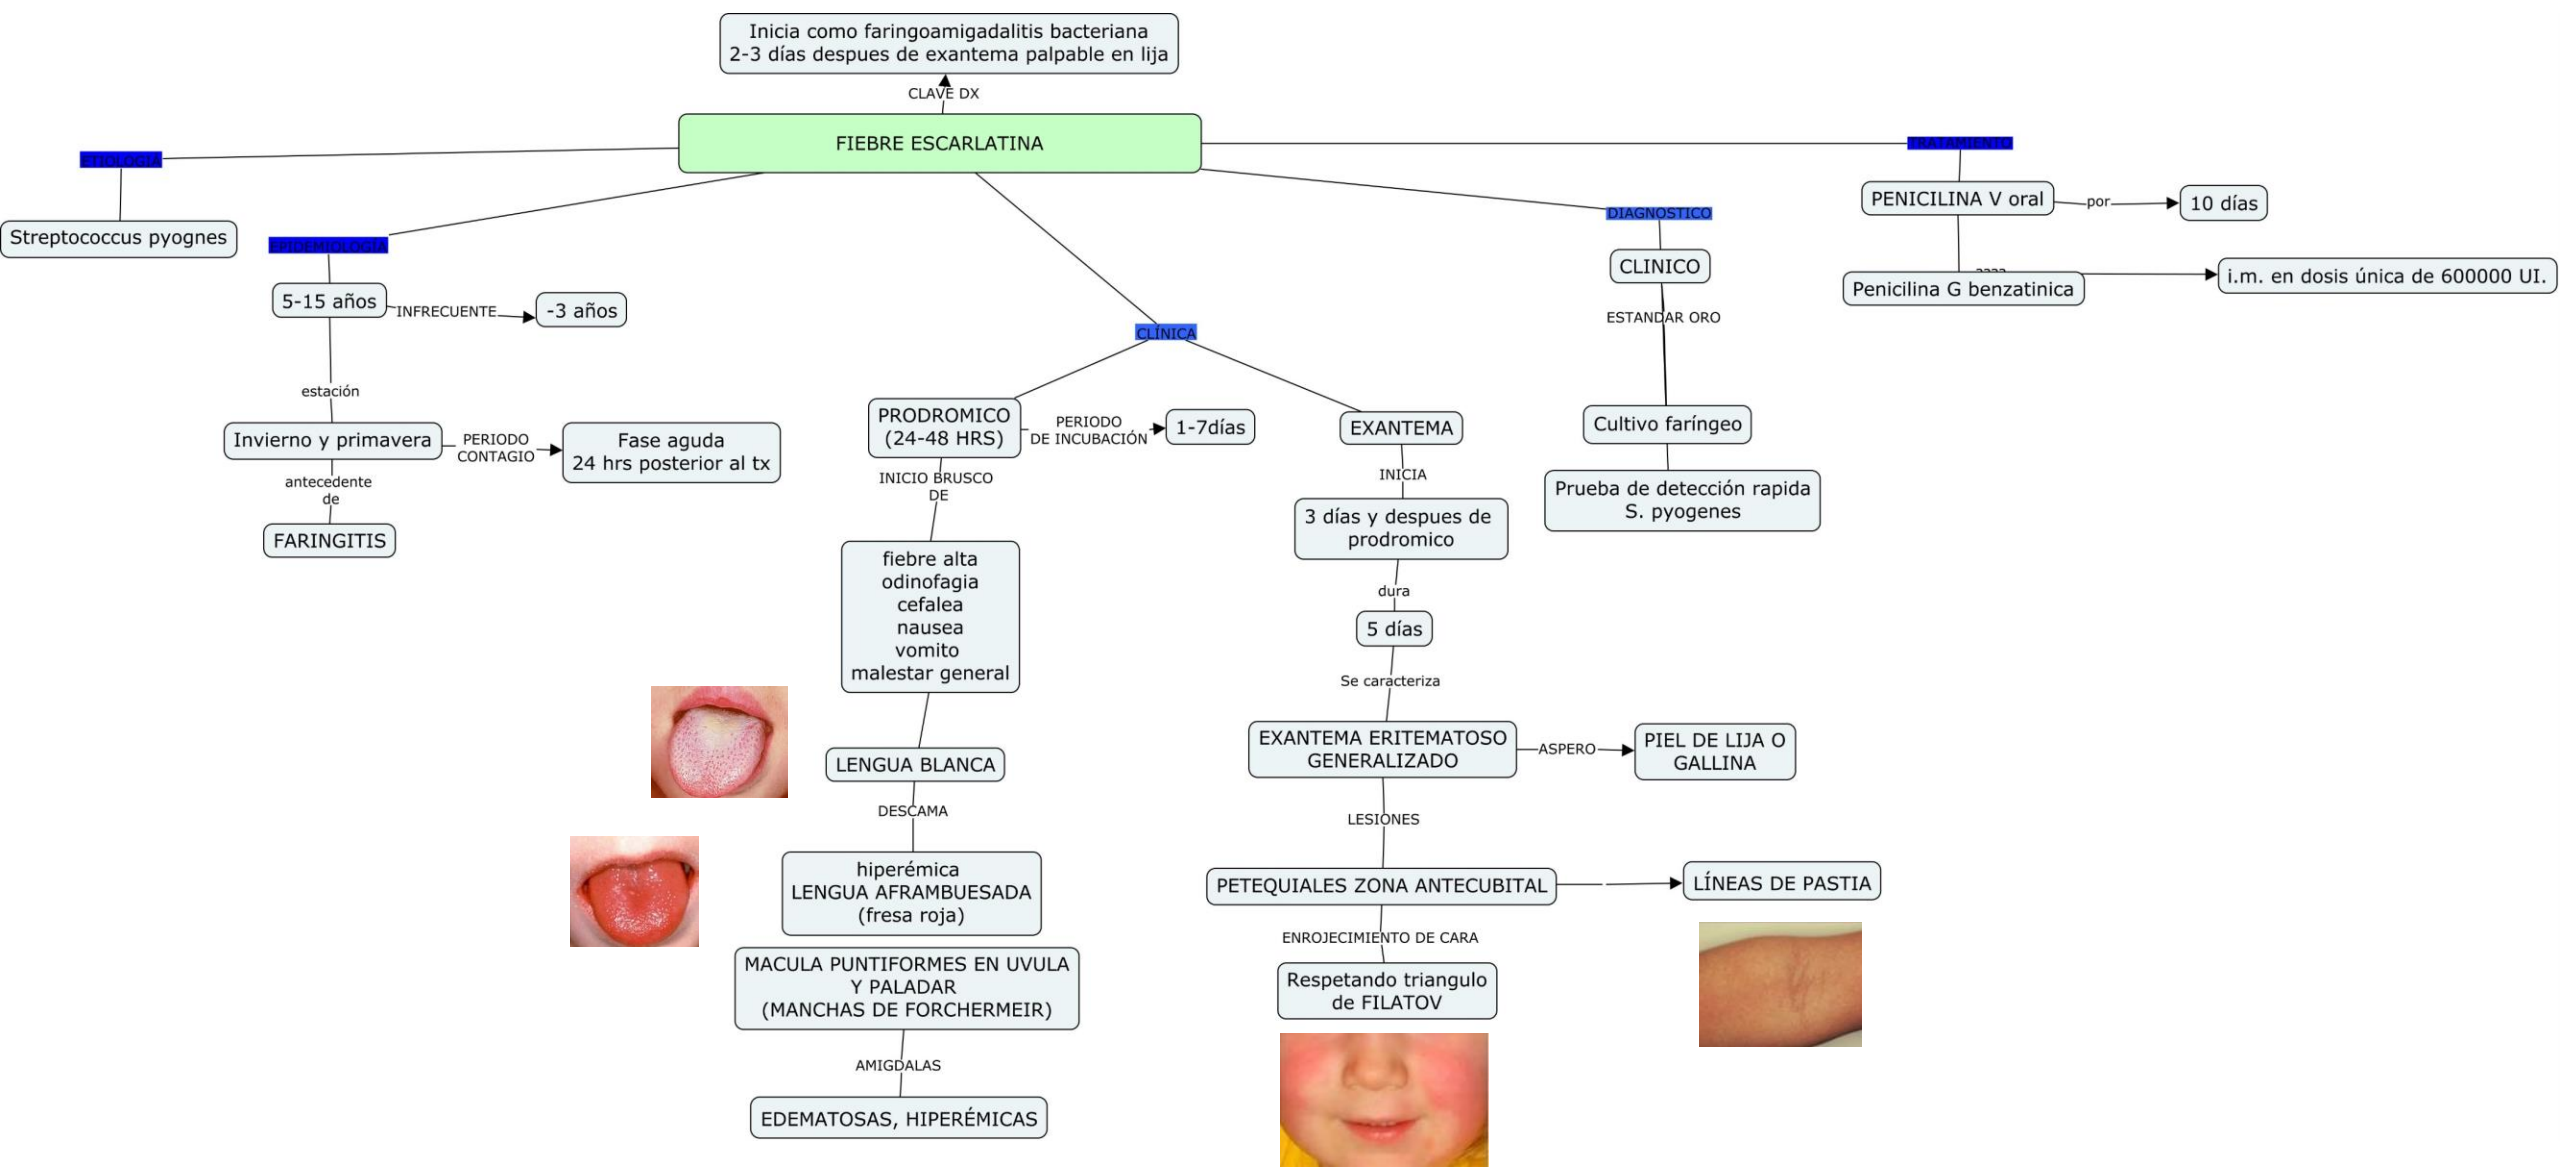 Inicia como faringoamigadalitis bacteriana
2-3 días despues de exantema palpable en lija
CLAVE DX
FIEBRE ESCARLATINA
ETIOLOGÍA
Streptococcus pyognes
EPIDEMIOLOGÍA
5-15 años
INFRECUENTE
-3 años
estación
Invierno y primavera
PERIODO
CONTAGIO
Fase aguda
24 hrs posterior al tx
antecedente
de
FARINGITIS
CLÍNICA
PRODROMICO
(24-48 HRS)
PERIODO
DE INCUBACIÓN
1-7días
INICIO BRUSCO
DE
fiebre alta
odinofagia
cefalea
nausea
vomito
malestar general
LENGUA BLANCA
DESCAMA
hiperémica
LENGUA AFRAMBUESADA
(fresa roja)
MACULA PUNTIFORMES EN UVULA
Y PALADAR
(MANCHAS DE FORCHERMEIR)
AMIGDALAS
EDEMATOSAS, HIPERÉMICAS
EXANTEMA
INICIA
3 días y despues de
prodromico
dura
5 días
Se caracteriza
EXANTEMA ERITEMATOSO
GENERALIZADO
ASPERO
PIEL DE LIJA O
GALLINA
LESIONES
PETEQUIALES ZONA ANTECUBITAL
LÍNEAS DE PASTIA
ENROJECIMIENTO DE CARA
Respetando triangulo
de FILATOV
DIAGNOSTICO
CLINICO
ESTANDAR ORO
Cultivo faríngeo
Prueba de detección rapida
S. pyogenes
TRATAMIENTO
PENICILINA V oral
por
10 días
????
Penicilina G benzatinica
i.m. en dosis única de 600000 UI.